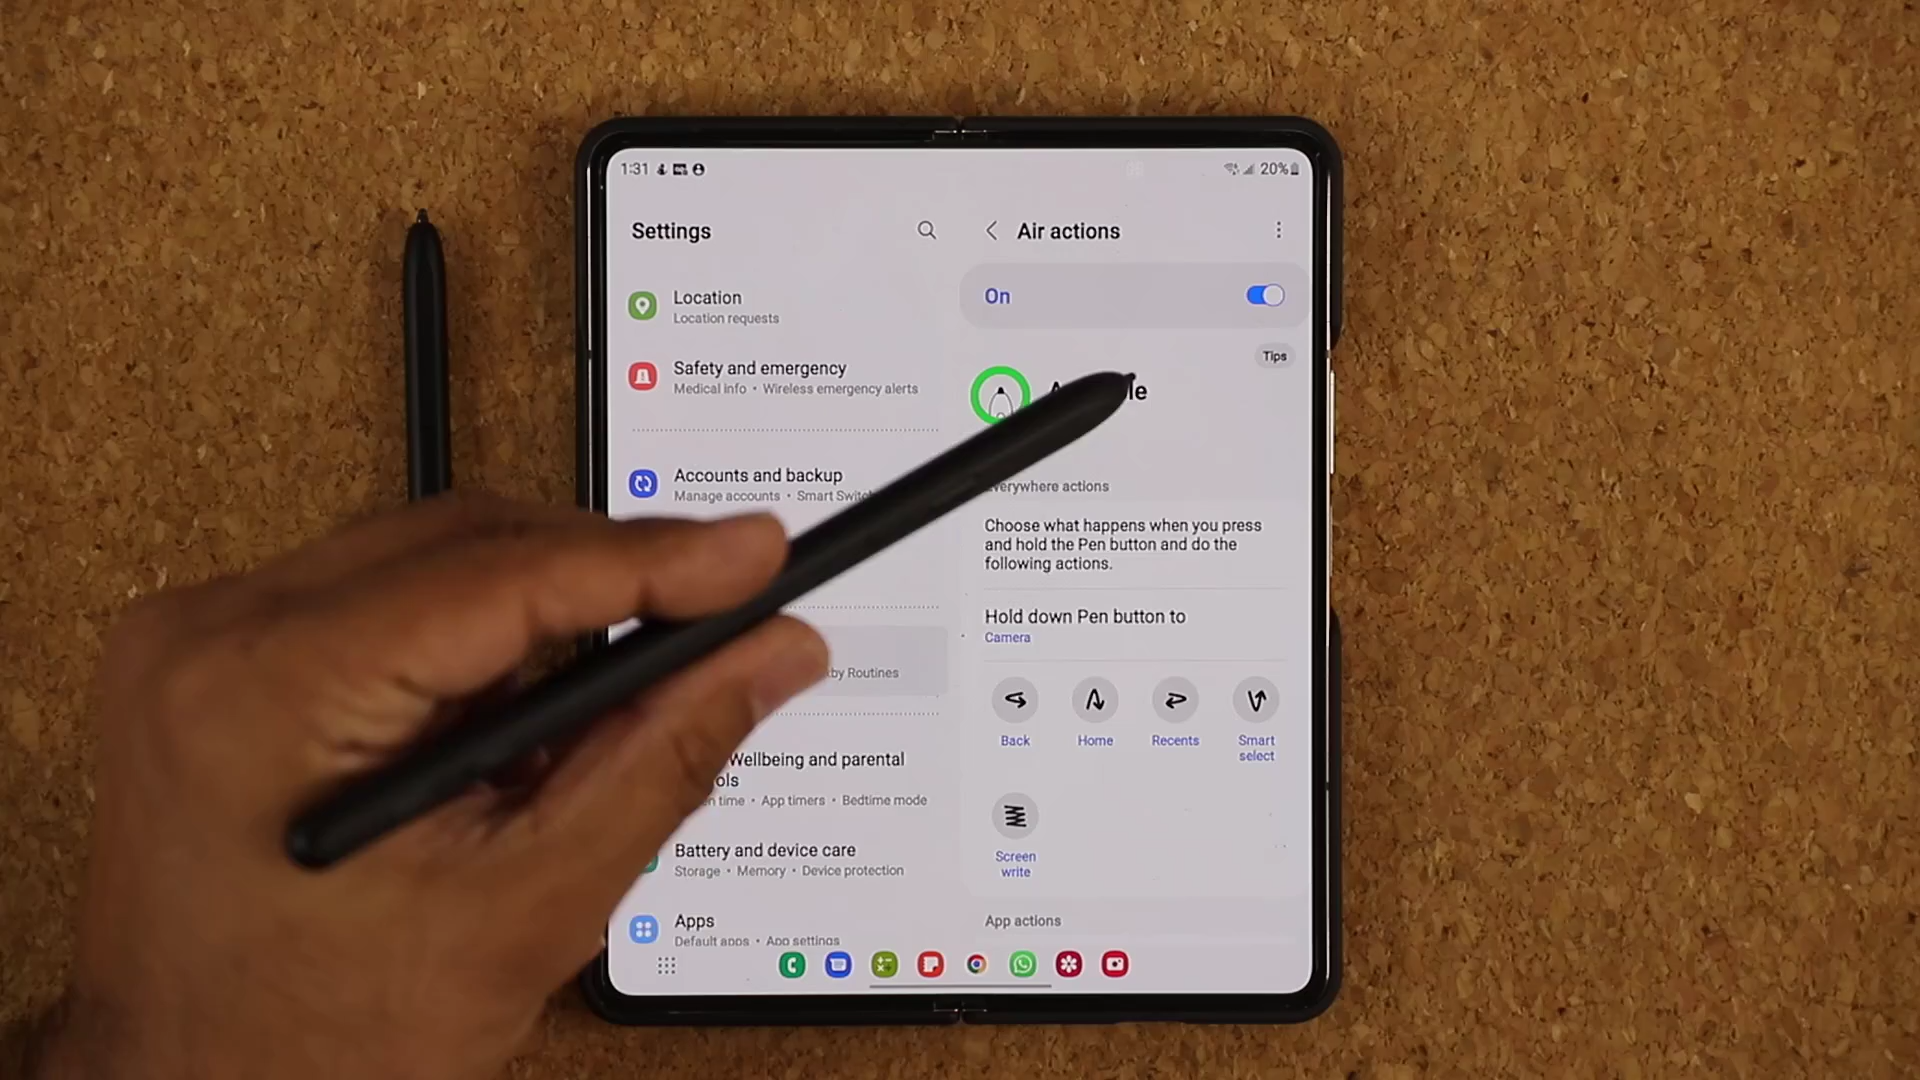 1:31
20%
Settings
Location
Location requests
Safety and emergency
Medical info • Wireless emergency alerts
Accounts and backup
Manage accounts • Smart
by Routines
Wellbeing and parental
time • App timers • Bedtime mode
Battery and device care
Storage • Memory • Device protection
Apps
Default apps • App settings
Air actions
On
Tips
Everywhere actions
Choose what happens when you press
and hold the Pen button and do the
following actions.
Hold down Pen button to
Camera
Back
Home
Recents
Smart
select
Screen
write
App actions